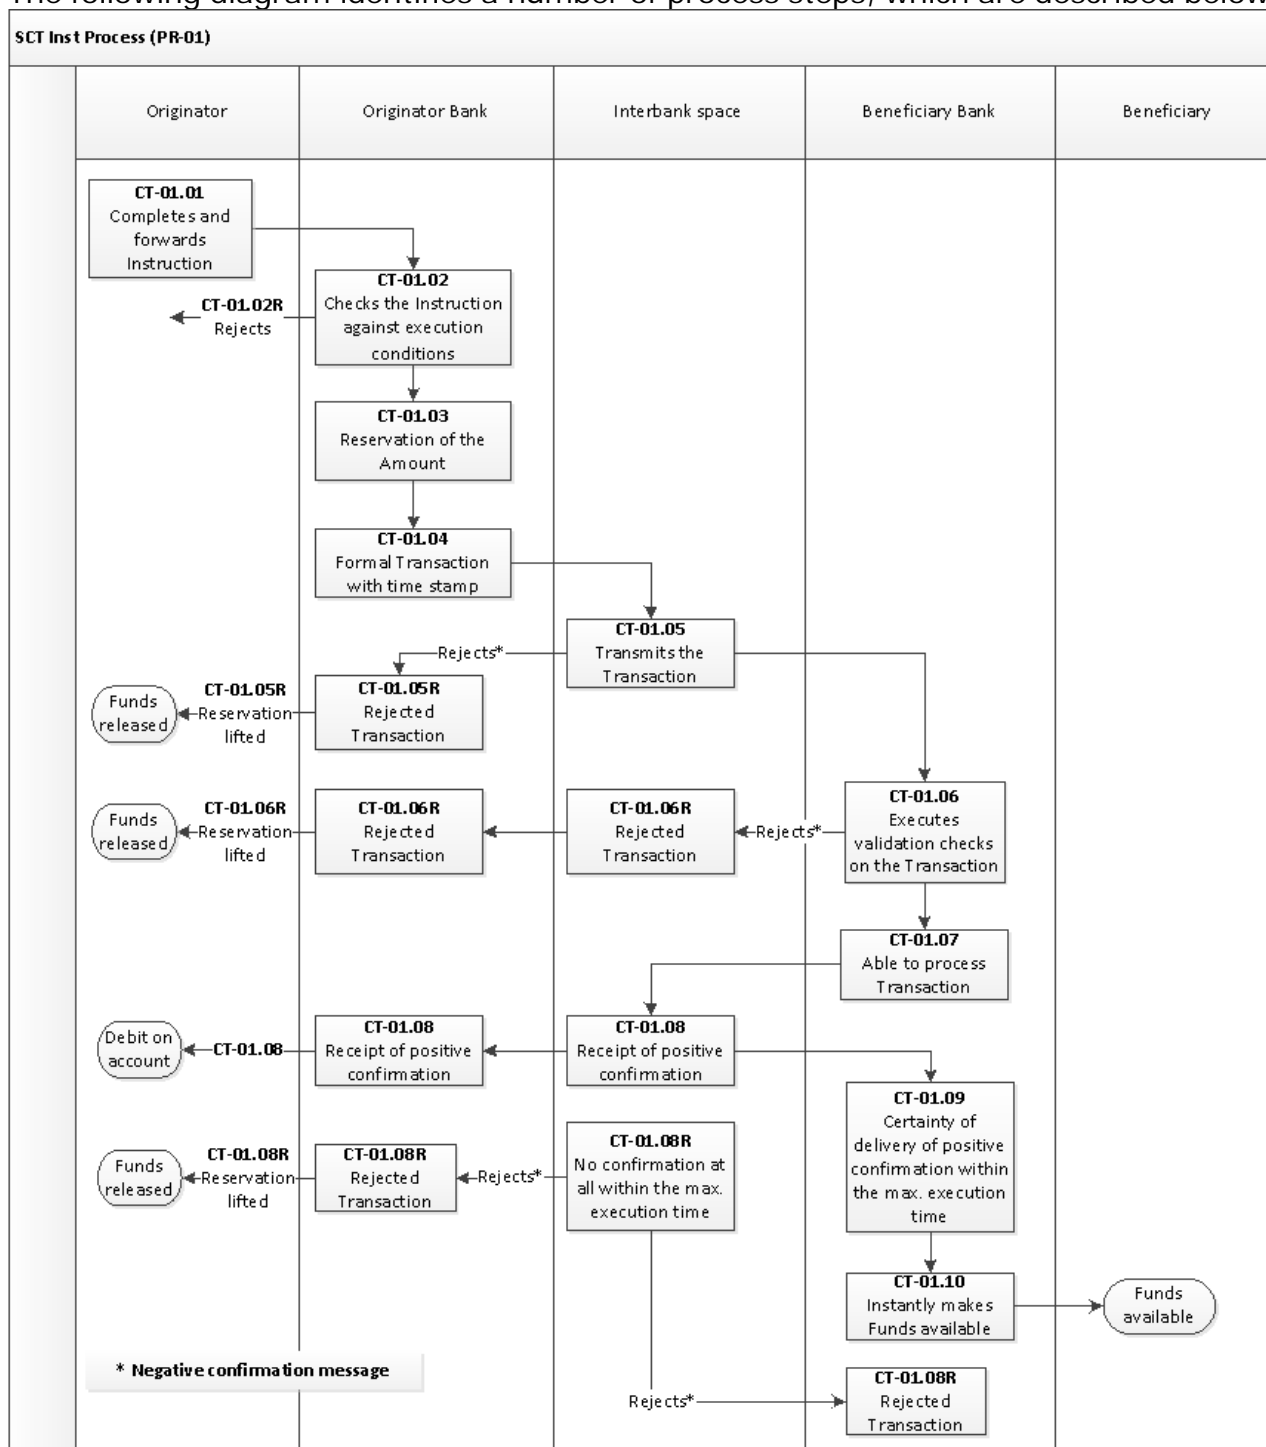 The following diagram identifies a number of process steps, which are described below
SCT Inst Process (PR-01)
Originator
Originator Bank
Interbank space
Beneficiary Bank
Beneficiary
CT-01.01
Completes and
forwards
Instruction
CT-01.02
Checks the Instruction
against execution
conditions
CT-01.02R
Rejects
CT-01.03
Reservation of the
Amount
CT-01.04
Formal Transaction
with time stamp
CT-01.05
Transmits the
Transaction
Rejects*
CT-01.05R
Rejected
Transaction
CT-01.05R
Reservation
lifted
Funds
released
CT-01.06
Executes
validation checks
on the Transaction
Rejects*
CT-01.06R
Rejected
Transaction
CT-01.06R
Rejected
Transaction
CT-01.06R
Reservation
lifted
Funds
released
CT-01.07
Able to process
Transaction
CT-01.08
Receipt of positive
confirmation
CT-01.08
Receipt of positive
confirmation
CT-01.08
Debit on
account
CT-01.09
Certainty of
delivery of positive
confirmation within
the max. execution
time
CT-01.08R
No confirmation at
all within the max.
execution time
Rejects*
CT-01.08R
Rejected
Transaction
CT-01.08R
Reservation
lifted
Funds
released
CT-01.10
Instantly makes
Funds available
Funds
available
* Negative confirmation message
Rejects*
CT-01.08R
Rejected
Transaction